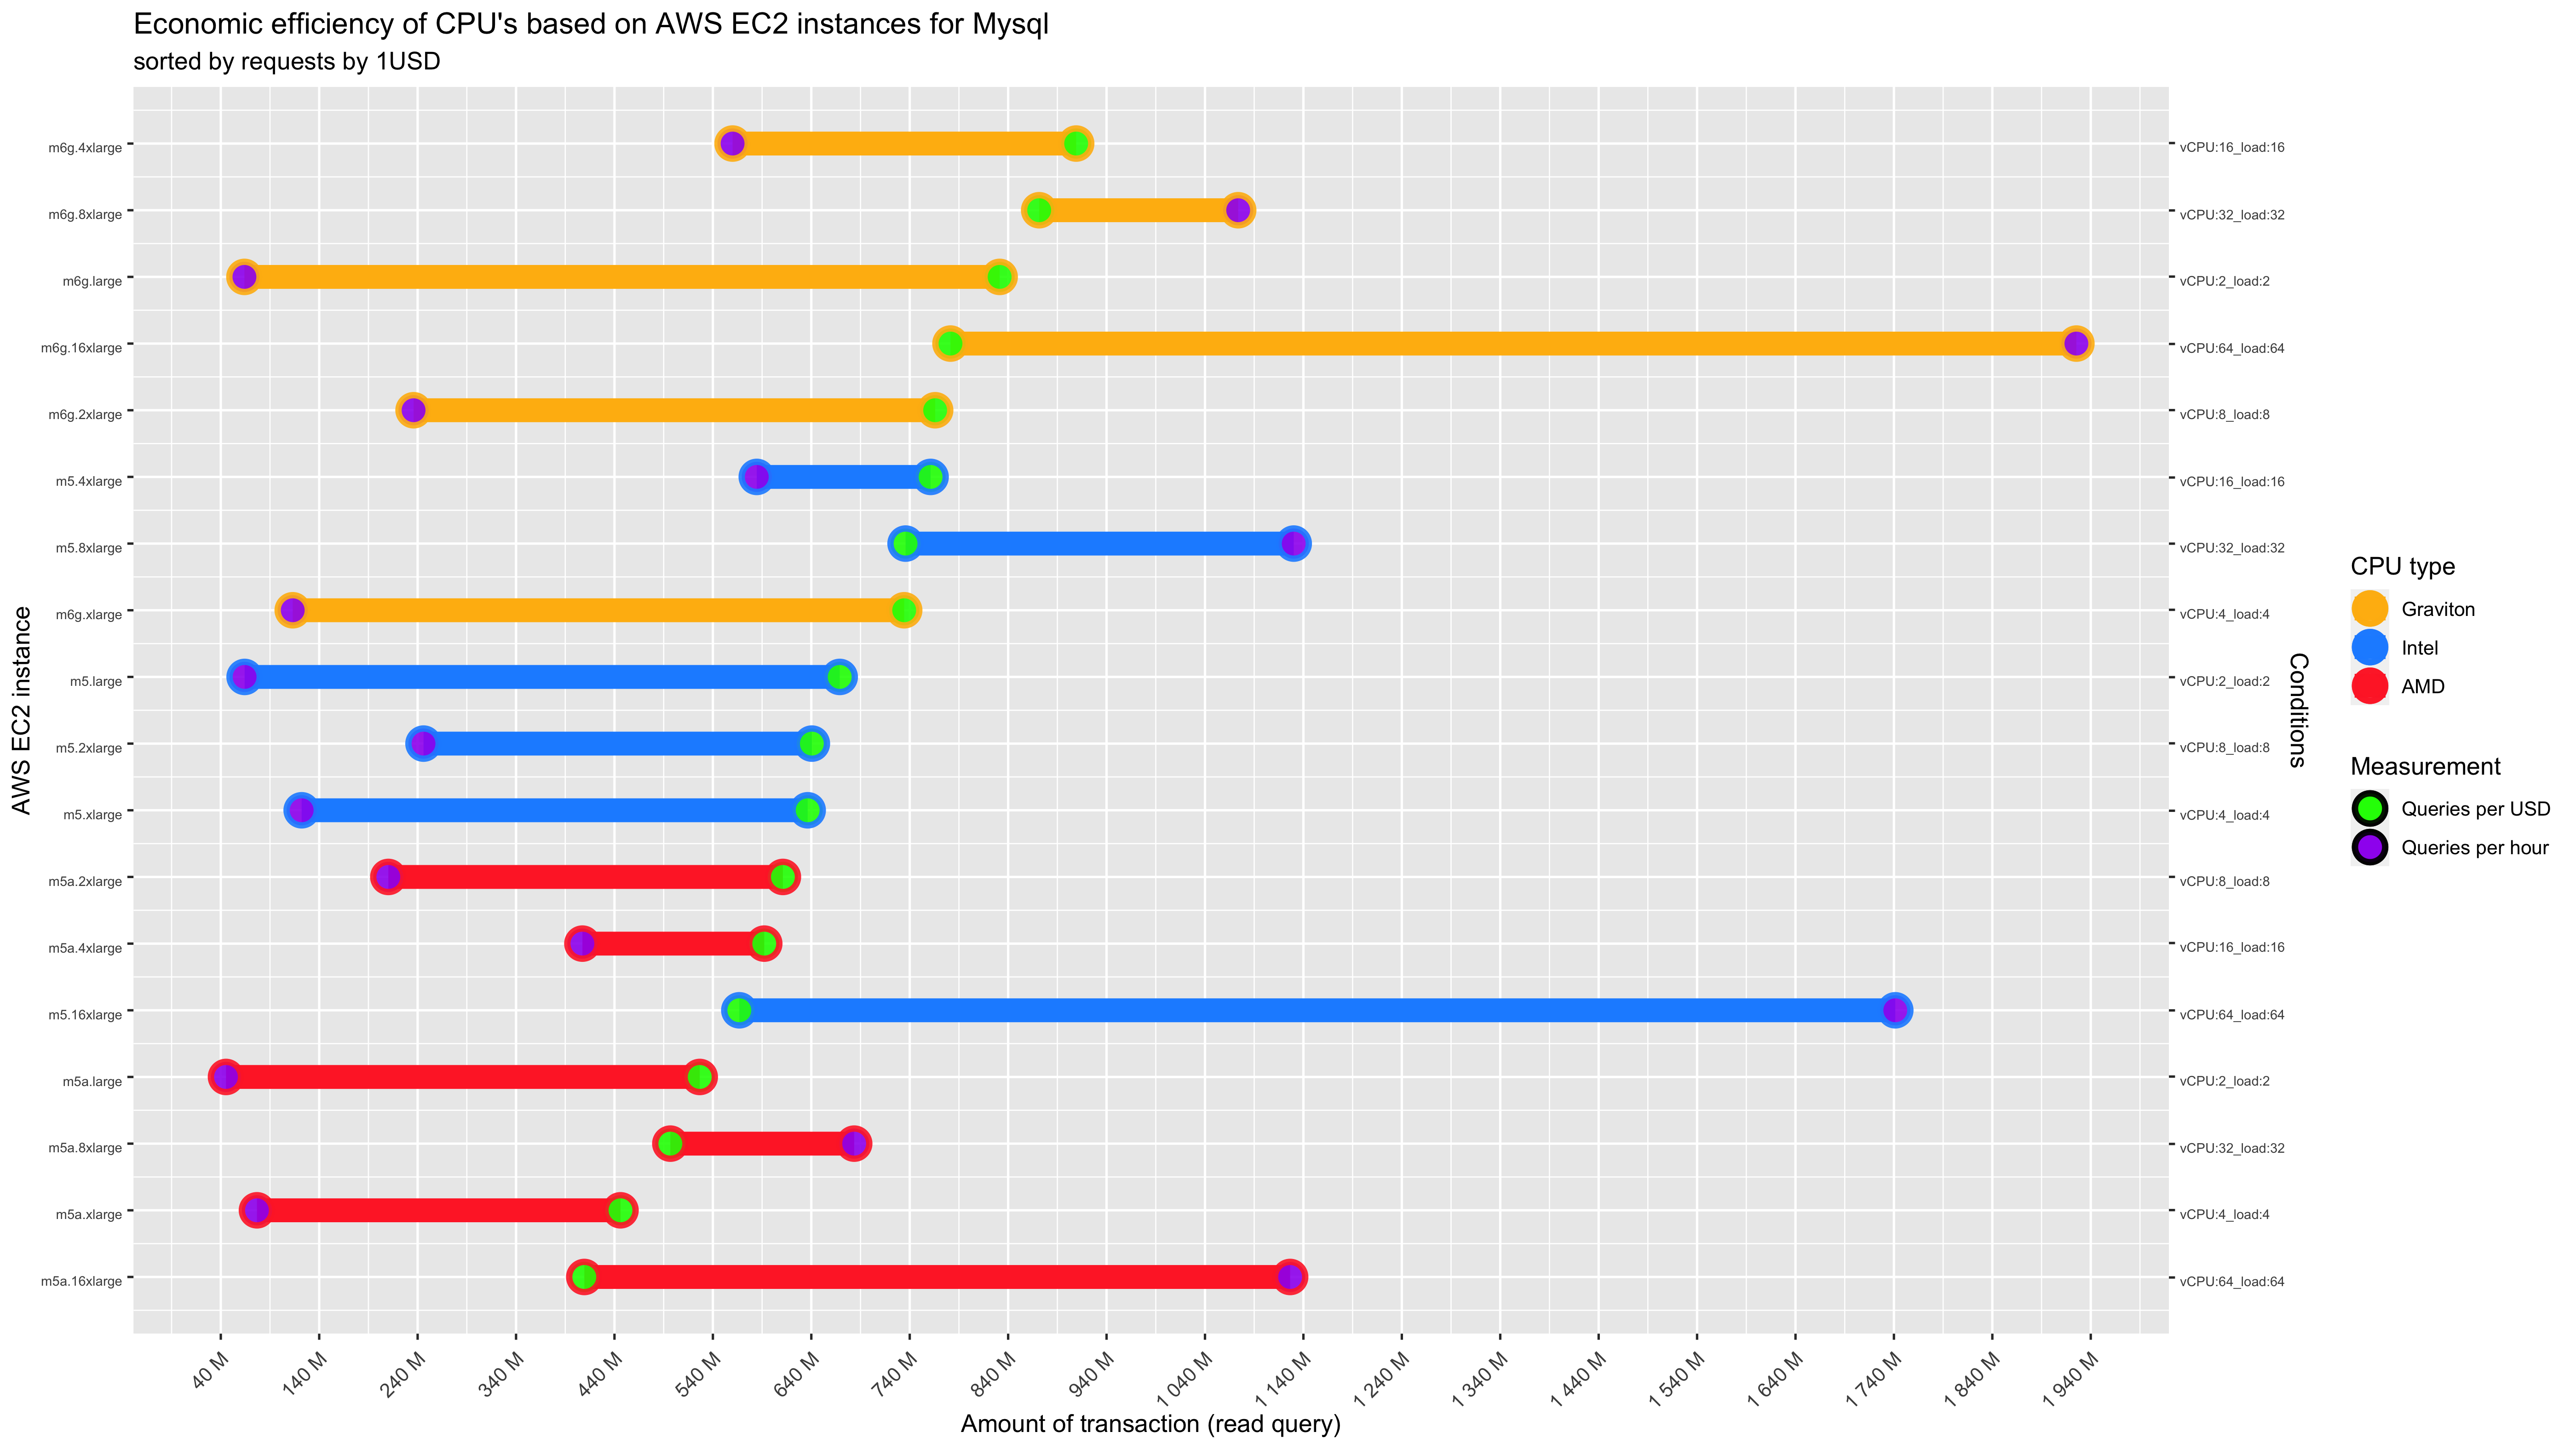 Economic efficiency of CPU's based on AWS EC2 instances for Mysql
sorted by requests by 1USD
AWS EC2 instance
m6g.4xlarge
m6g.8xlarge
m6g.large
m6g.16xlarge
m6g.2xlarge
m5.4xlarge
m5.8xlarge
m6g.xlarge
m5.large
m5.2xlarge
m5.xlarge
m5a.2xlarge
m5a.4xlarge
m5.16xlarge
m5a.large
m5a.8xlarge
m5a.xlarge
m5a.16xlarge
vCPU:16_load:16
vCPU:32_load:32
vCPU:2_load:2
vCPU:64_load:64
vCPU:8_load:8
vCPU:16_load:16
vCPU:32_load:32
vCPU:4_load:4
vCPU:2_load:2
vCPU:8_load:8
vCPU:4_load:4
vCPU:8_load:8
vCPU:16_load:16
vCPU:64_load:64
vCPU:2_load:2
vCPU:32_load:32
vCPU:4_load:4
vCPU:64_load:64
Conditions
40 M
140 M
240 M
340 M
440 M
540 M
640 M
740 M
840 M
940 M
1 040 M
1 140 M
1 240 M
1 340 M
1 440 M
1 540 M
1 640 M
1 740 M
1 840 M
1 940 M
Amount of transaction (read query)
CPU type
Graviton
Intel
AMD
Measurement
Queries per USD
Queries per hour